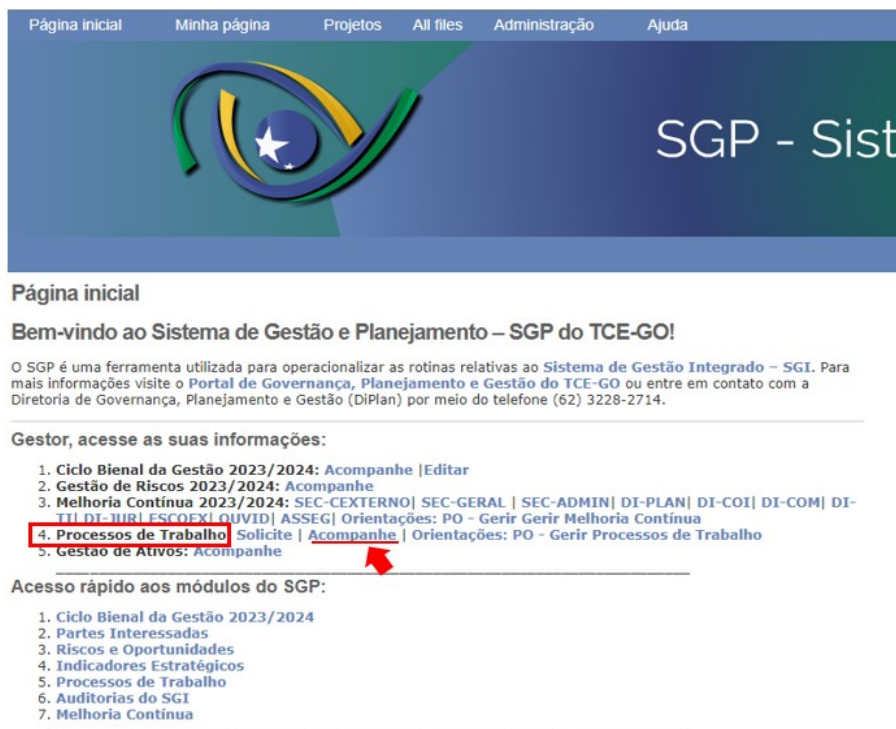 Página inicial Minha página Projetos All files Administração Ajuda
SGP - Sist
Página inicial
Bem-vindo ao Sistema de Gestão e Planejamento – SGP do TCE-GO!
O SGP é uma ferramenta utilizada para operacionalizar as rotinas relativas ao Sistema de Gestão Integrado – SGI. Para
mais informações visite o Portal de Governança, Planejamento e Gestão do TCE-GO ou entre em contato com a
Diretoria de Governança, Planejamento e Gestão (DiPlan) por meio do telefone (62) 3228-2714.
Gestor, acesse as suas informações:
1. Ciclo Bienal da Gestão 2023/2024: Acompanhe |Editar
2. Gestão de Riscos 2023/2024: Acompanhe
3. Melhoria Contínua 2023/2024: SEC-CEXTERNO| SEC-GERAL | SEC-ADMIN| DI-PLAN| DI-COI| DI-COM| DI-
TI| DI-JUR| ESCOEX| OUVID| ASSEG| Orientações: PO - Gerir Gerir Melhoria Contínua
4. Processos de Trabalho Solicite | Acompanhe | Orientações: PO - Gerir Processos de Trabalho
5. Gestão de Ativos: Acompanhe
Acesso rápido aos módulos do SGP:
1. Ciclo Bienal da Gestão 2023/2024
2. Partes Interessadas
3. Riscos e Oportunidades
4. Indicadores Estratégicos
5. Processos de Trabalho
6. Auditorias do SGI
7. Melhoria Contínua